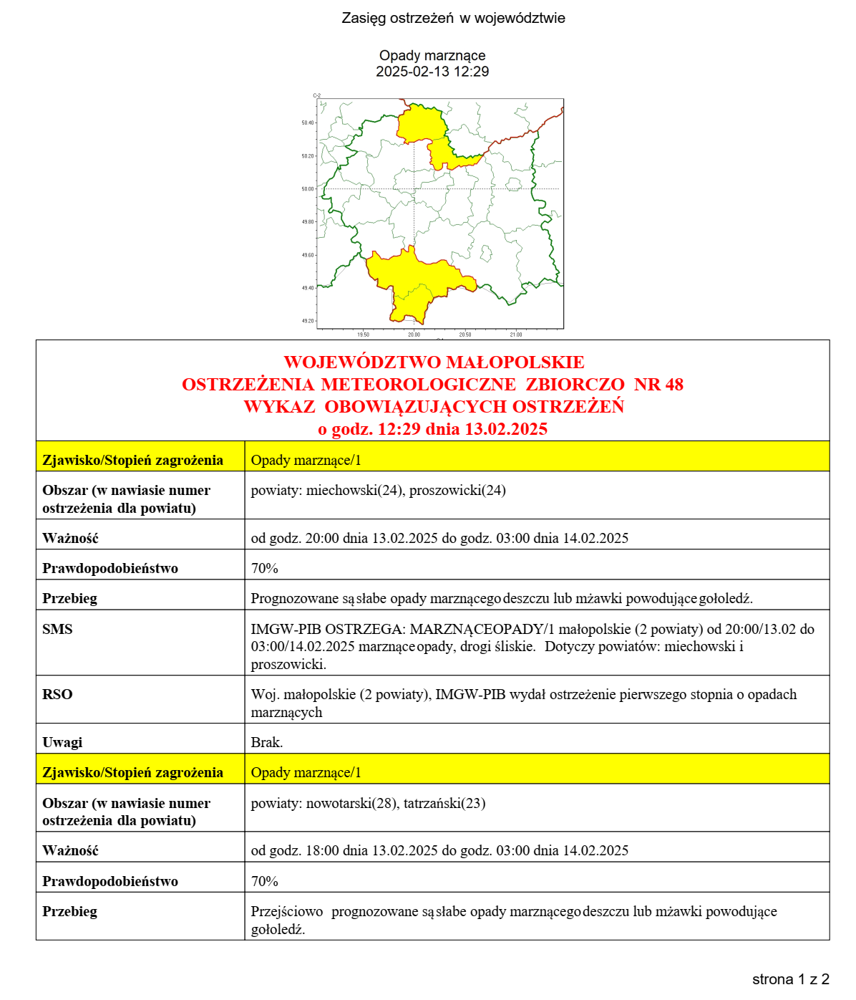 Zasięg ostrzeżeń w województwie
Opady marznące
2025-02-13 12:29
C-2
50.40
50.20
50.00
49.80
49.60
49.40
49.20
19.50 20.00 20.50 21.00
WOJEWÓDZTWO MAŁOPOLSKIE
OSTRZEŻENIA METEOROLOGICZNE ZBIORCZO NR 48
WYKAZ OBOWIĄZUJĄCYCH OSTRZEŻEŃ
o godz. 12:29 dnia 13.02.2025
Zjawisko/Stopień zagrożenia Opady marznące/1
Obszar (w nawiasie numer powiaty: miechowski(24), proszowicki(24)
ostrzeżenia dla powiatu)
Ważność od godz. 20:00 dnia 13.02.2025 do godz. 03:00 dnia 14.02.2025
Prawdopodobieństwo 70%
Przebieg Prognozowane są słabe opady marznącego deszczu lub mżawki powodujące gołoledź.
SMS IMGW-PIB OSTRZEGA: MARZNĄCEOPADY/1 małopolskie (2 powiaty) od 20:00/13.02 do
03:00/14.02.2025 marznące opady, drogi śliskie. Dotyczy powiatów: miechowski i
proszowicki.
RSO Woj. małopolskie (2 powiaty), IMGW-PIB wydał ostrzeżenie pierwszego stopnia o opadach
marznących
Uwagi Brak.
Zjawisko/Stopień zagrożenia Opady marznące/1
Obszar (w nawiasie numer powiaty: nowotarski(28), tatrzański(23)
ostrzeżenia dla powiatu)
Ważność od godz. 18:00 dnia 13.02.2025 do godz. 03:00 dnia 14.02.2025
Prawdopodobieństwo 70%
Przebieg Przejściowo prognozowane są słabe opady marznącego deszczu lub mżawki powodujące
gołoledź.
strona 1 z 2